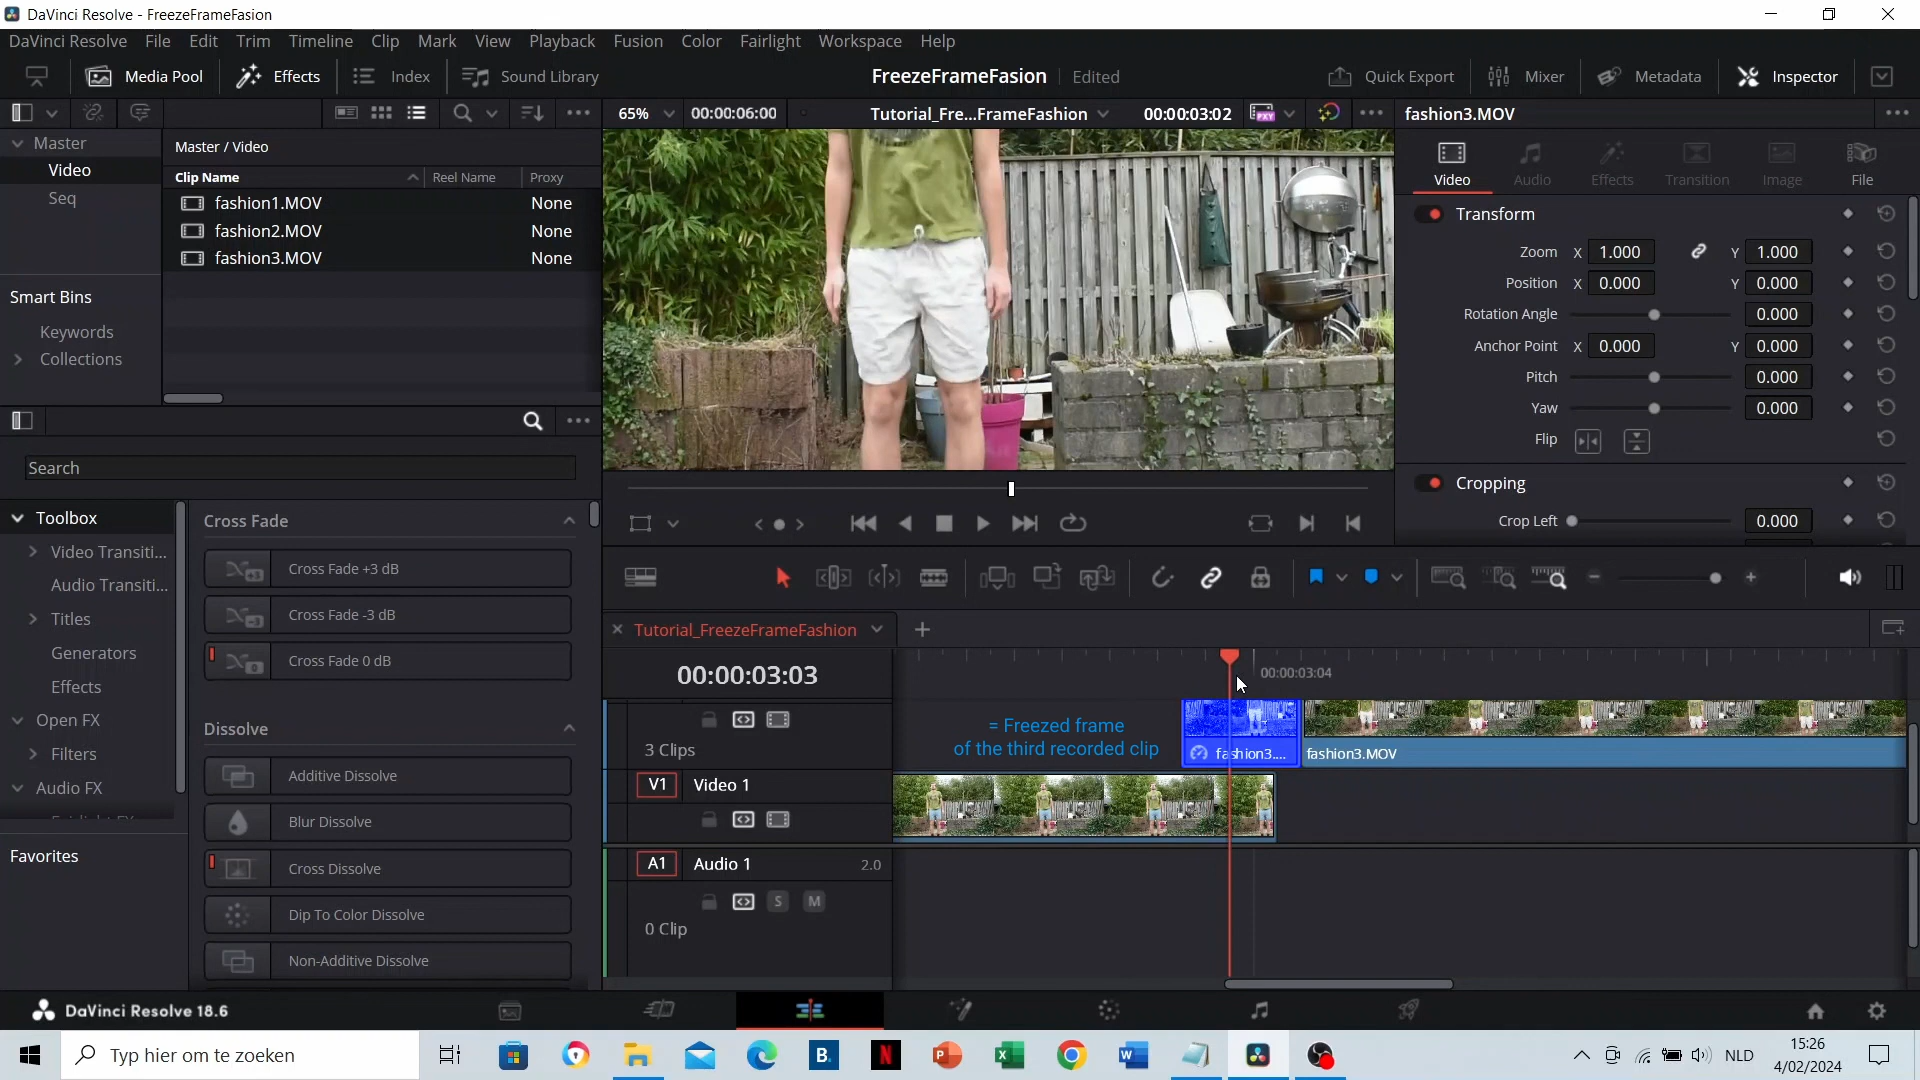 DaVinci Resolve - FreezeFrameFasion
DaVinci Resolve File Edit Trim Timeline Clip Mark View Playback Fusion Color Fairlight Workspace Help
Media Pool Effects Index Sound Library FreezeFrameFasion Edited Quick Export Mixer Metadata Inspector
65% 00:00:06:00 Tutorial_Fre...FrameFashion 00:00:03:02 PXY fashion3.MOV
Master
Video
Seq
Smart Bins
Keywords
Collections
Master / Video
Clip Name Reel Name Proxy
fashion1.MOV None
fashion2.MOV None
fashion3.MOV None
Video Audio Effects Transition Image File
Transform
Zoom X 1.000 Y 1.000
Position X 0.000 Y 0.000
Rotation Angle 0.000
Anchor Point X 0.000 Y 0.000
Pitch 0.000
Yaw 0.000
Flip
Cropping
Crop Left 0.000
Search
Toolbox
Video Transiti...
Audio Transiti...
Titles
Generators
Effects
Open FX
Filters
Audio FX
Favorites
Cross Fade
Cross Fade +3 dB
Cross Fade -3 dB
Cross Fade 0 dB
Dissolve
Additive Dissolve
Blur Dissolve
Cross Dissolve
Dip To Color Dissolve
Non-Additive Dissolve
Tutorial_FreezeFrameFashion
00:00:03:03
00:00:03:04
3 Clips
= Freezed frame
of the third recorded clip
fashion3.... fashion3.MOV
V1 Video 1
A1 Audio 1 2.0
S M
0 Clip
DaVinci Resolve 18.6
Typ hier om te zoeken
B.
N
NLD
15:26
4/02/2024